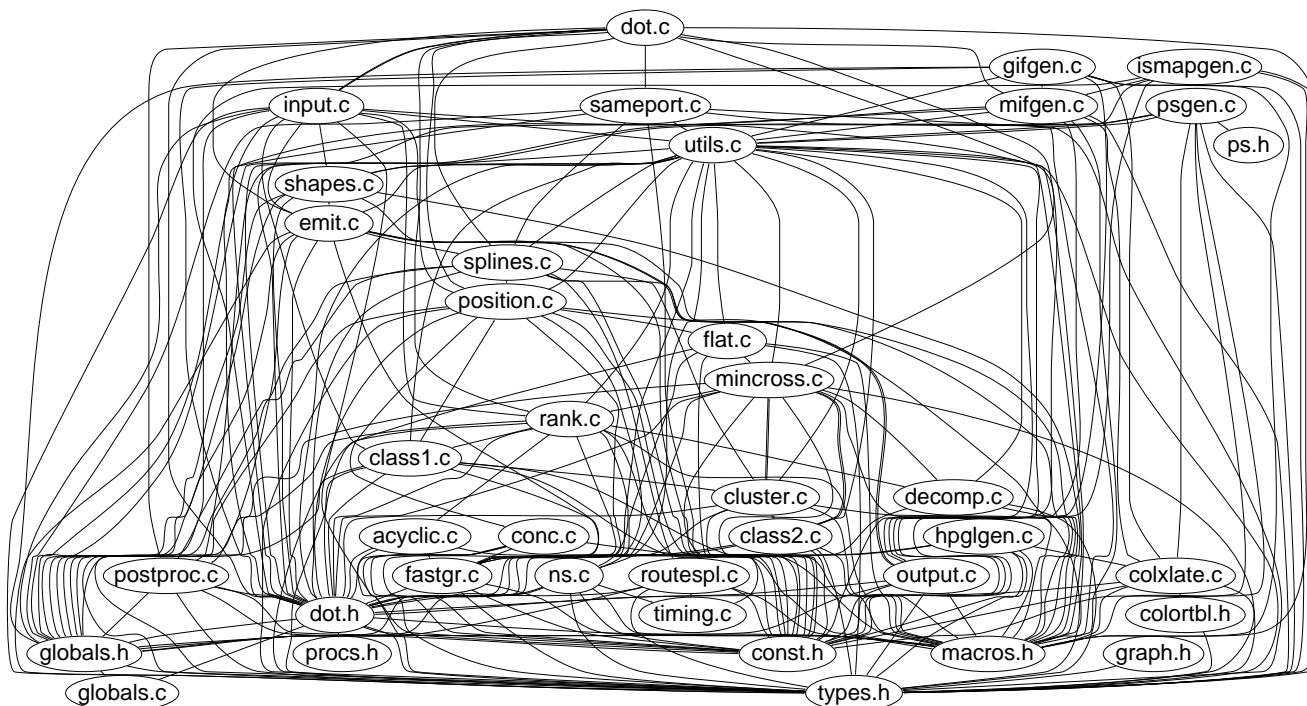 dot.c
gifgen.c
ismapgen.c
input.c
sameport.c
mifgen.c
psgen.c
utils.c
ps.h
shapes.c
emit.c
splines.c
position.c
flat.c
mincross.c
rank.c
class1.c
cluster.c
decomp.c
acyclic.c
conc.c
class2.c
hpglgen.c
postproc.c
fastgr.c
ns.c
routespl.c
output.c
colxlate.c
dot.h
timing.c
colortbl.h
globals.h
procs.h
const.h
macros.h
graph.h
globals.c
types.h